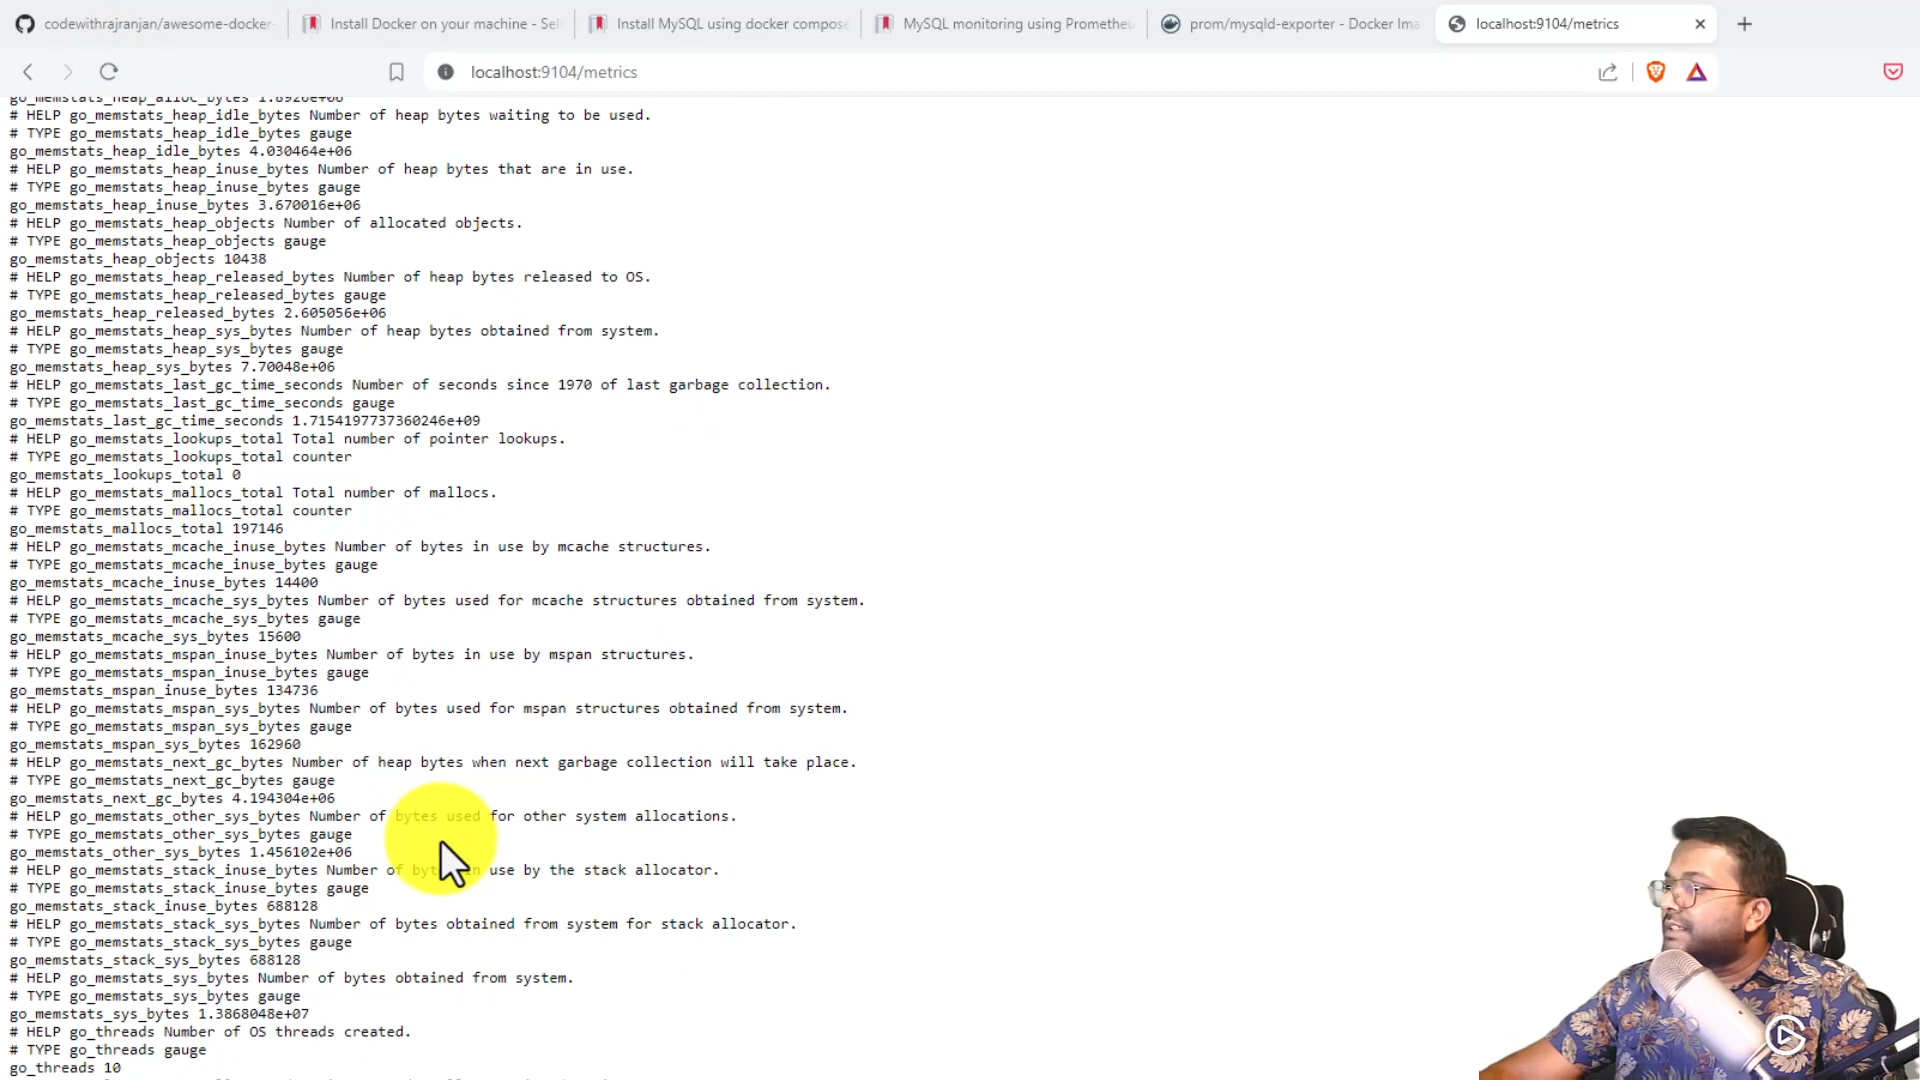 codewithrajranjan/awesome-docker-
Install Docker on your machine - Sel
Install MySQL using docker compose
MySQL monitoring using Prometheu
prom/mysqld-exporter - Docker Ima
localhost:9104/metrics
localhost:9104/metrics
go_memstats_heap_alloc_bytes 1.8926e+06
# HELP go_memstats_heap_idle_bytes Number of heap bytes waiting to be used.
# TYPE go_memstats_heap_idle_bytes gauge
go_memstats_heap_idle_bytes 4.030464e+06
# HELP go_memstats_heap_inuse_bytes Number of heap bytes that are in use.
# TYPE go_memstats_heap_inuse_bytes gauge
go_memstats_heap_inuse_bytes 3.670016e+06
# HELP go_memstats_heap_objects Number of allocated objects.
# TYPE go_memstats_heap_objects gauge
go_memstats_heap_objects 10438
# HELP go_memstats_heap_released_bytes Number of heap bytes released to OS.
# TYPE go_memstats_heap_released_bytes gauge
go_memstats_heap_released_bytes 2.605056e+06
# HELP go_memstats_heap_sys_bytes Number of heap bytes obtained from system.
# TYPE go_memstats_heap_sys_bytes gauge
go_memstats_heap_sys_bytes 7.70048e+06
# HELP go_memstats_last_gc_time_seconds Number of seconds since 1970 of last garbage collection.
# TYPE go_memstats_last_gc_time_seconds gauge
go_memstats_last_gc_time_seconds 1.7154197737360246e+09
# HELP go_memstats_lookups_total Total number of pointer lookups.
# TYPE go_memstats_lookups_total counter
go_memstats_lookups_total 0
# HELP go_memstats_mallocs_total Total number of mallocs.
# TYPE go_memstats_mallocs_total counter
go_memstats_mallocs_total 197146
# HELP go_memstats_mcache_inuse_bytes Number of bytes in use by mcache structures.
# TYPE go_memstats_mcache_inuse_bytes gauge
go_memstats_mcache_inuse_bytes 14400
# HELP go_memstats_mcache_sys_bytes Number of bytes used for mcache structures obtained from system.
# TYPE go_memstats_mcache_sys_bytes gauge
go_memstats_mcache_sys_bytes 15600
# HELP go_memstats_mspan_inuse_bytes Number of bytes in use by mspan structures.
# TYPE go_memstats_mspan_inuse_bytes gauge
go_memstats_mspan_inuse_bytes 134736
# HELP go_memstats_mspan_sys_bytes Number of bytes used for mspan structures obtained from system.
# TYPE go_memstats_mspan_sys_bytes gauge
go_memstats_mspan_sys_bytes 162960
# HELP go_memstats_next_gc_bytes Number of heap bytes when next garbage collection will take place.
# TYPE go_memstats_next_gc_bytes gauge
go_memstats_next_gc_bytes 4.194304e+06
# HELP go_memstats_other_sys_bytes Number of bytes used for other system allocations.
# TYPE go_memstats_other_sys_bytes gauge
go_memstats_other_sys_bytes 1.456102e+06
# HELP go_memstats_stack_inuse_bytes Number of bytes in use by the stack allocator.
# TYPE go_memstats_stack_inuse_bytes gauge
go_memstats_stack_inuse_bytes 688128
# HELP go_memstats_stack_sys_bytes Number of bytes obtained from system for stack allocator.
# TYPE go_memstats_stack_sys_bytes gauge
go_memstats_stack_sys_bytes 688128
# HELP go_memstats_sys_bytes Number of bytes obtained from system.
# TYPE go_memstats_sys_bytes gauge
go_memstats_sys_bytes 1.3868048e+07
# HELP go_threads Number of OS threads created.
# TYPE go_threads gauge
go_threads 10